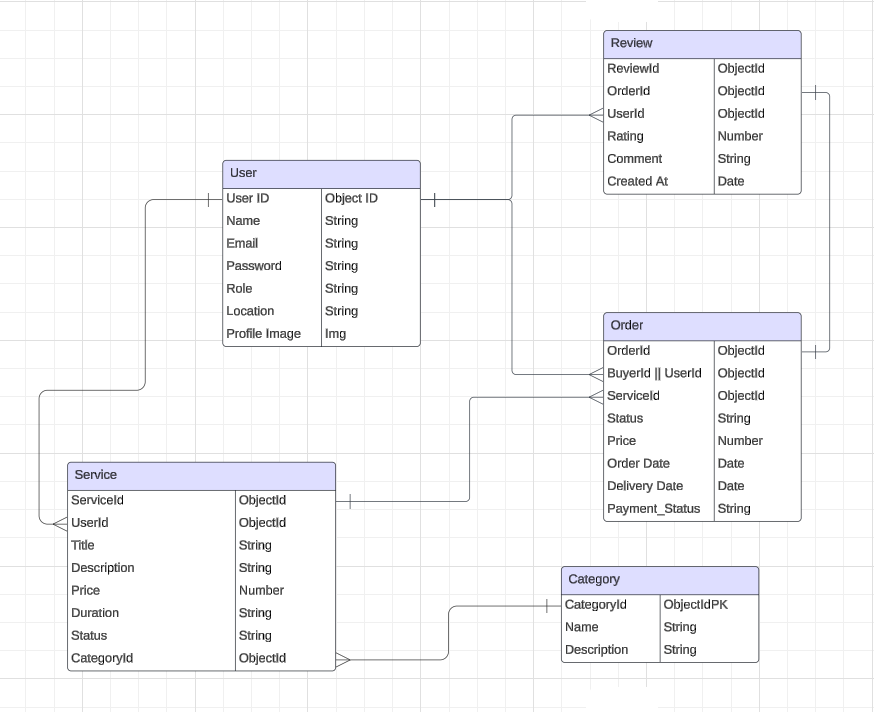 Review
ReviewId ObjectId
OrderId ObjectId
UserId ObjectId
Rating Number
Comment String
Created At Date
User
User ID Object ID
Name String
Email String
Password String
Role String
Location String
Profile Image Img
Order
OrderId ObjectId
BuyerId || UserId ObjectId
ServiceId ObjectId
Status String
Price Number
Order Date Date
Delivery Date Date
Payment_Status String
Service
ServiceId ObjectId
UserId ObjectId
Title String
Description String
Price Number
Duration String
Status String
CategoryId ObjectId
Category
CategoryId ObjectIdPK
Name String
Description String